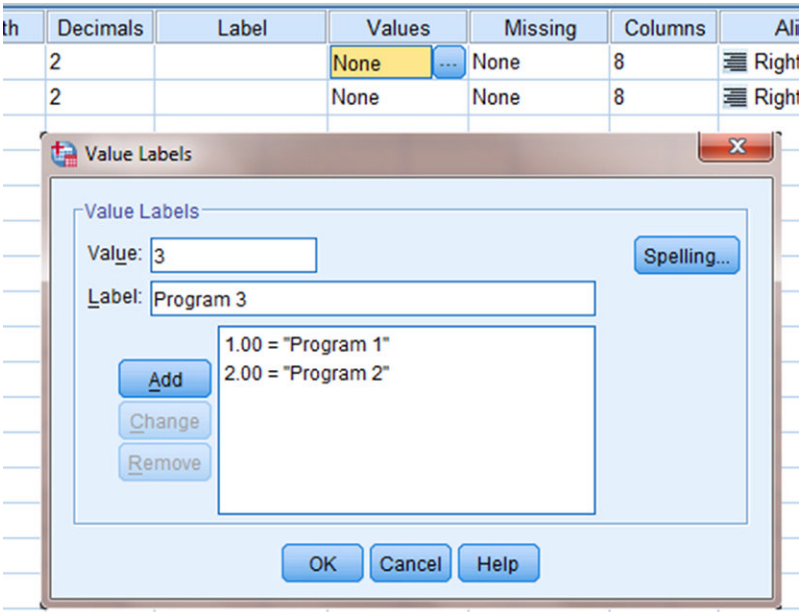 th Decimals Label Values Missing Columns Ali
2 None ... None 8 Right
2 None None 8 Right
Value Labels
Value Labels
Value: 3
Spelling...
Label: Program 3
1.00 = "Program 1"
2.00 = "Program 2"
Add
Change
Remove
OK Cancel Help